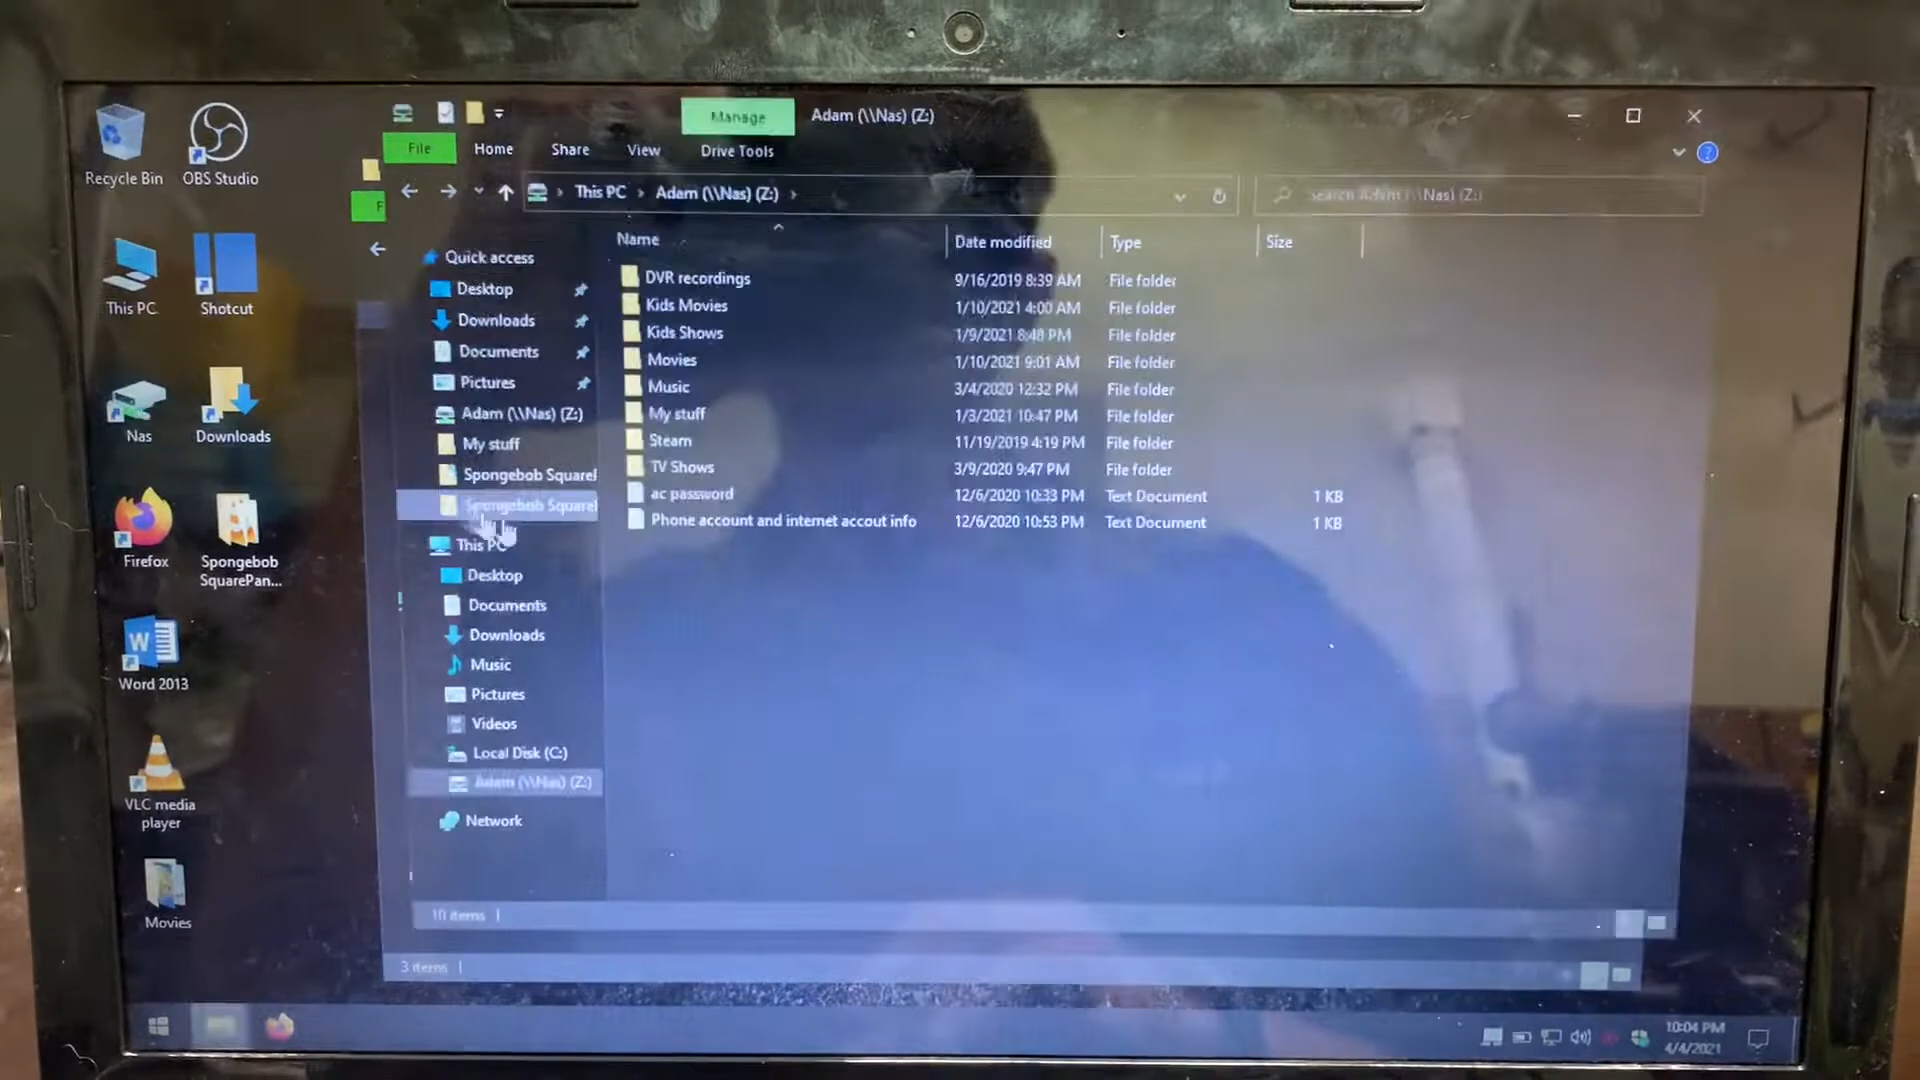 Recycle Bin
OBS Studio
This PC
Shotcut
Nas
Downloads
Firefox
Spongebob
SquarePan...
Word 2013
VLC media
player
Movies
Manage
Adam (\\Nas) (Z:)
File
Home
Share
View
Drive Tools
F
This PC
Adam (\\Nas) (Z:)
search Adam (\\Nas) (Z:)
Quick access
Desktop
Downloads
Documents
Pictures
Adam (\\Nas) (Z:)
My stuff
Spongebob Squarel
Spongebob Squarel
This PC
Desktop
Documents
Downloads
Music
Pictures
Videos
Local Disk (C:)
Adam (\\Nas) (Z:)
Network
Name Date modified Type Size
DVR recordings 9/16/2019 8:39 AM File folder
Kids Movies 1/10/2021 4:00 AM File folder
Kids Shows 1/9/2021 8:48 PM File folder
Movies 1/10/2021 9:01 AM File folder
Music 3/4/2020 12:32 PM File folder
My stuff 1/3/2021 10:47 PM File folder
Steam 11/19/2019 4:19 PM File folder
TV Shows 3/9/2020 9:47 PM File folder
ac password 12/6/2020 10:33 PM Text Document 1 KB
Phone account and internet accout info 12/6/2020 10:53 PM Text Document 1 KB
10 items
3 items
10:04 PM
4/4/2021